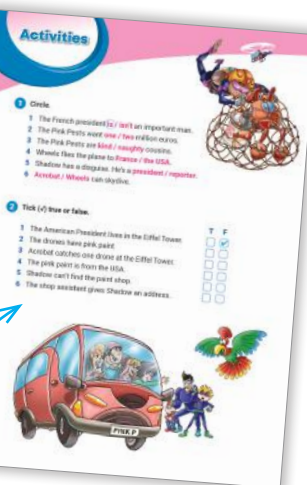 Activities
1 Circle.
1 The French president is / isn't an important man.
2 The Pink Pests want one / two million euros.
3 The Pink Pests are kind / naughty cousins.
4 Wheels flies the plane to France / the USA.
5 Shadow has a disguise. He's a president / reporter.
6 Acrobat / Wheels can skydive.
2 Tick (√) true or false.
T F
1 The American President lives in the Eiffel Tower.
2 The drones have pink paint.
3 Acrobat catches one drone at the Eiffel Tower.
4 The pink paint is from the USA.
5 Shadow can't find the paint shop.
6 The shop assistant gives Shadow an address.
PINK P